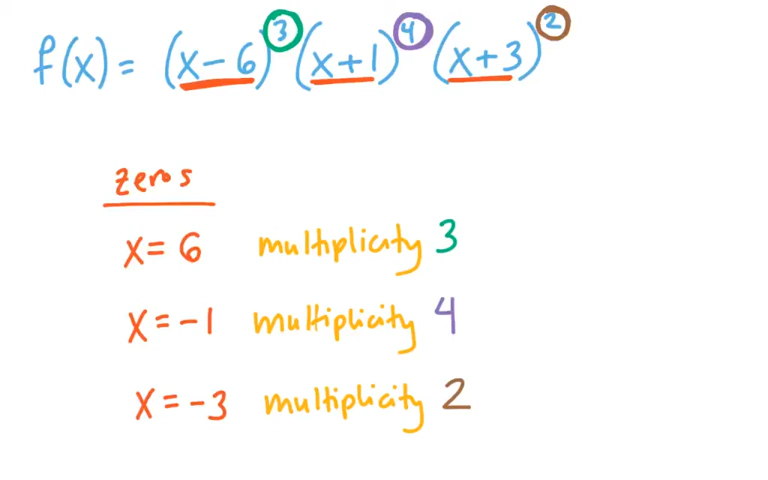 f(x) = (x-6)³ (x+1)⁴ (x+3)²
zeros
x = 6 multiplicity 3
x = -1 multiplicity 4
x = -3 multiplicity 2